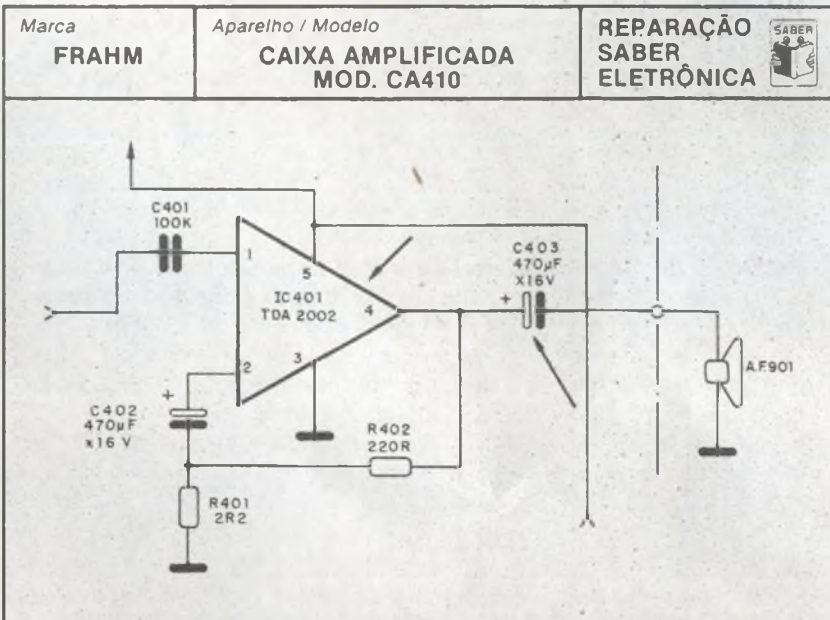 Marca
FRAHM
Aparelho / Modelo
CAIXA AMPLIFICADA
MOD. CA410
REPARAÇÃO
SABER
ELETRÔNICA
SABER
C401
100K
1
5
IC401
TDA 2002
4
2
3
C403
470µF
X16V
+
A.F.901
+
C402
470µF
x16 V
R402
220R
R401
2R2